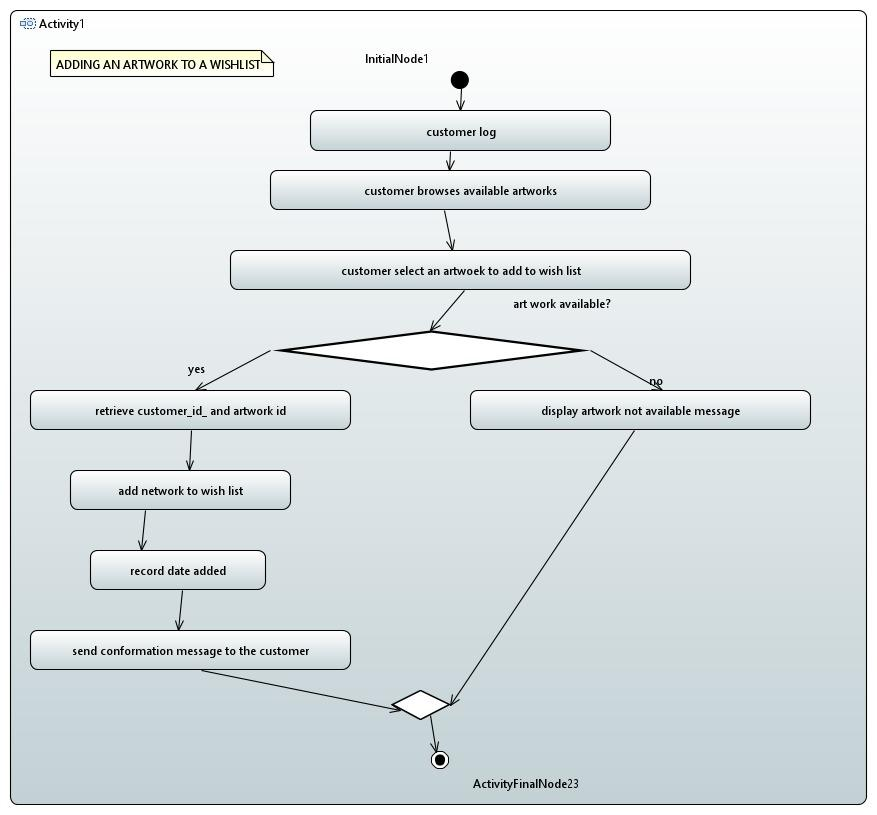 Activity1
ADDING AN ARTWORK TO A WISHLIST
InitialNode1
customer log
customer browses available artworks
customer select an artwoek to add to wish list
art work available?
yes
no
retrieve customer_id_ and artwork id
display artwork not available message
add network to wish list
record date added
send conformation message to the customer
ActivityFinalNode23